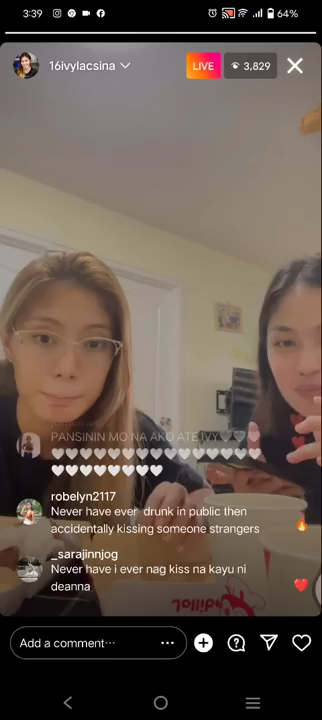 3:39
64%
16ivylacsina
LIVE
3,829
PANSININ MO NA AKO ATE IVY🤍🤍🤍
🤍🤍🤍🤍🤍🤍🤍🤍🤍🤍🤍🤍🤍🤍🤍
🤍🤍🤍🤍🤍🤍🤍🤍
robelyn2117
Never have ever drunk in public then
accidentally kissing someone strangers
_sarajinnjog
Never have i ever nag kiss na kayu ni
deanna
Add a comment...